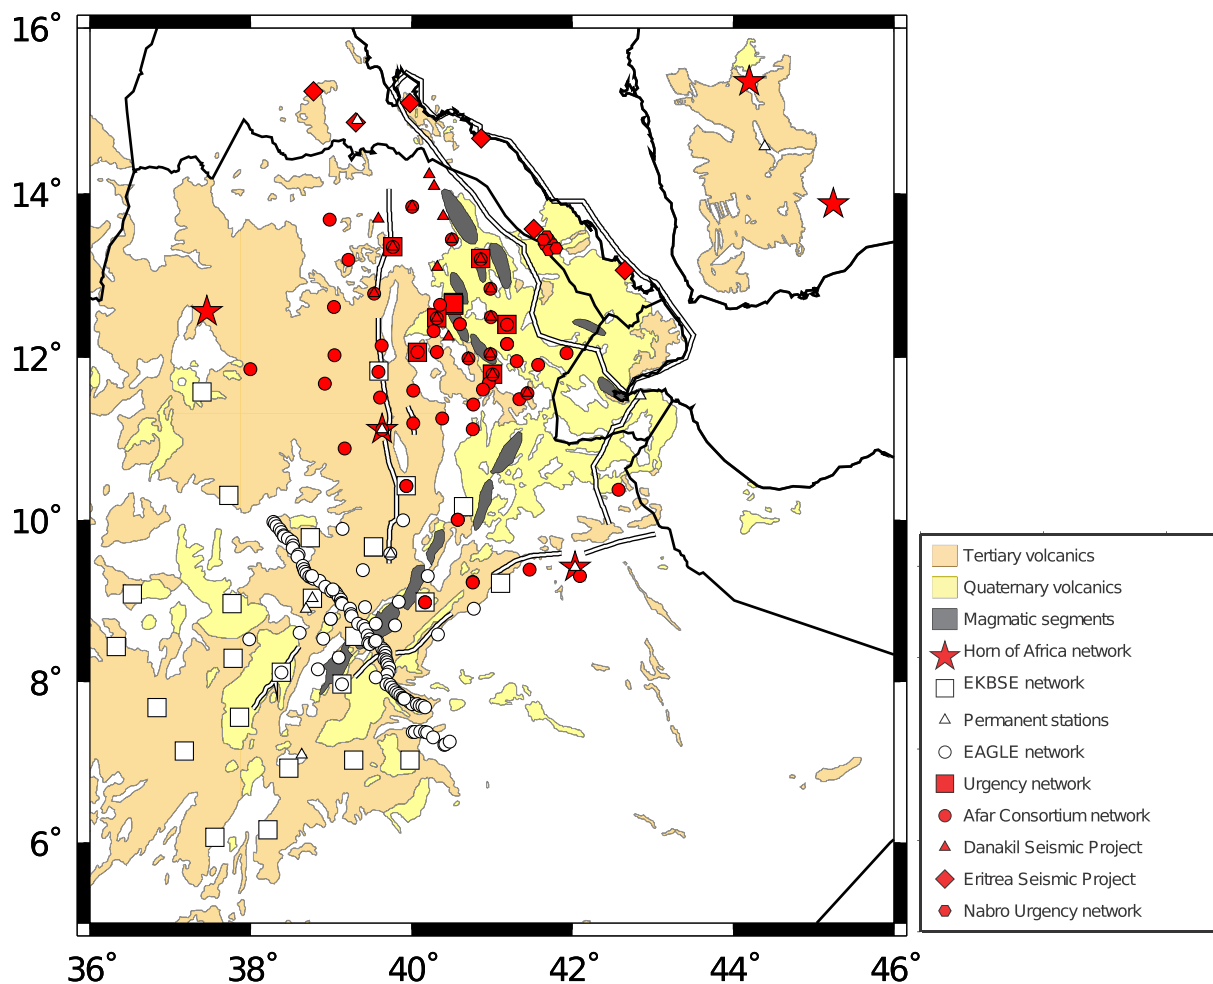 16°
14°
12°
10°
8°
6°
36° 38° 40° 42° 44° 46°
Tertiary volcanics
Quaternary volcanics
Magmatic segments
Horn of Africa network
EKBSE network
Permanent stations
EAGLE network
Urgency network
Afar Consortium network
Danakil Seismic Project
Eritrea Seismic Project
Nabro Urgency network